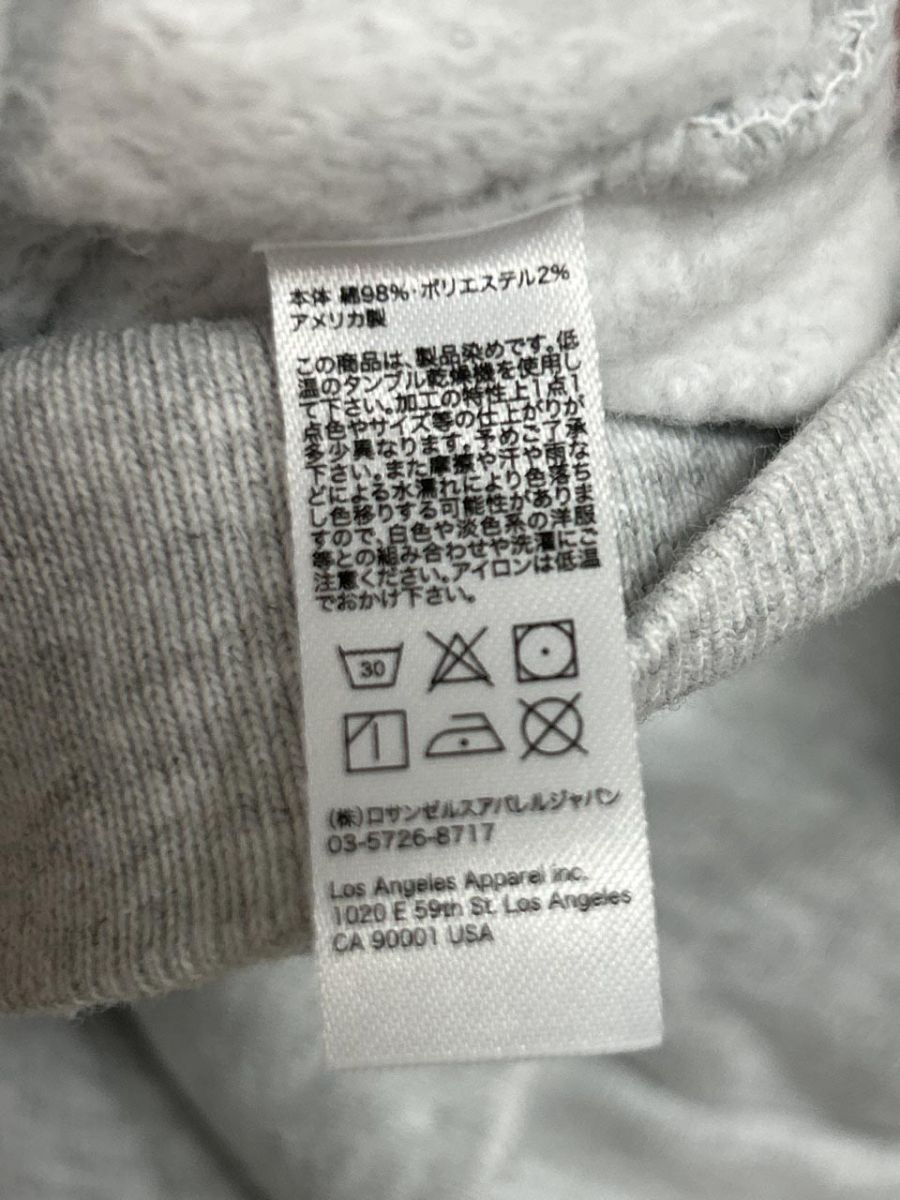 本体 綿98%・ポリエステル2%
アメリカ製
この商品は、製品染めです。低
温のタンブル乾燥機を使用し
て下さい。加工の特性上1点1
点色やサイズ等の仕上がりが
多少異なります。予めご了承
下さい。また摩擦や汗や雨な
どによる水濡れにより色落ち
し色移りする可能性がありま
すので、白色や淡色系の洋服
等との組み合わせや洗濯にご
注意ください。アイロンは低温
でおかけ下さい。
30
(株)ロサンゼルスアパレルジャパン
03-5726-8717
Los Angeles Apparel inc.
1020 E 59th St. Los Angeles
CA 90001 USA